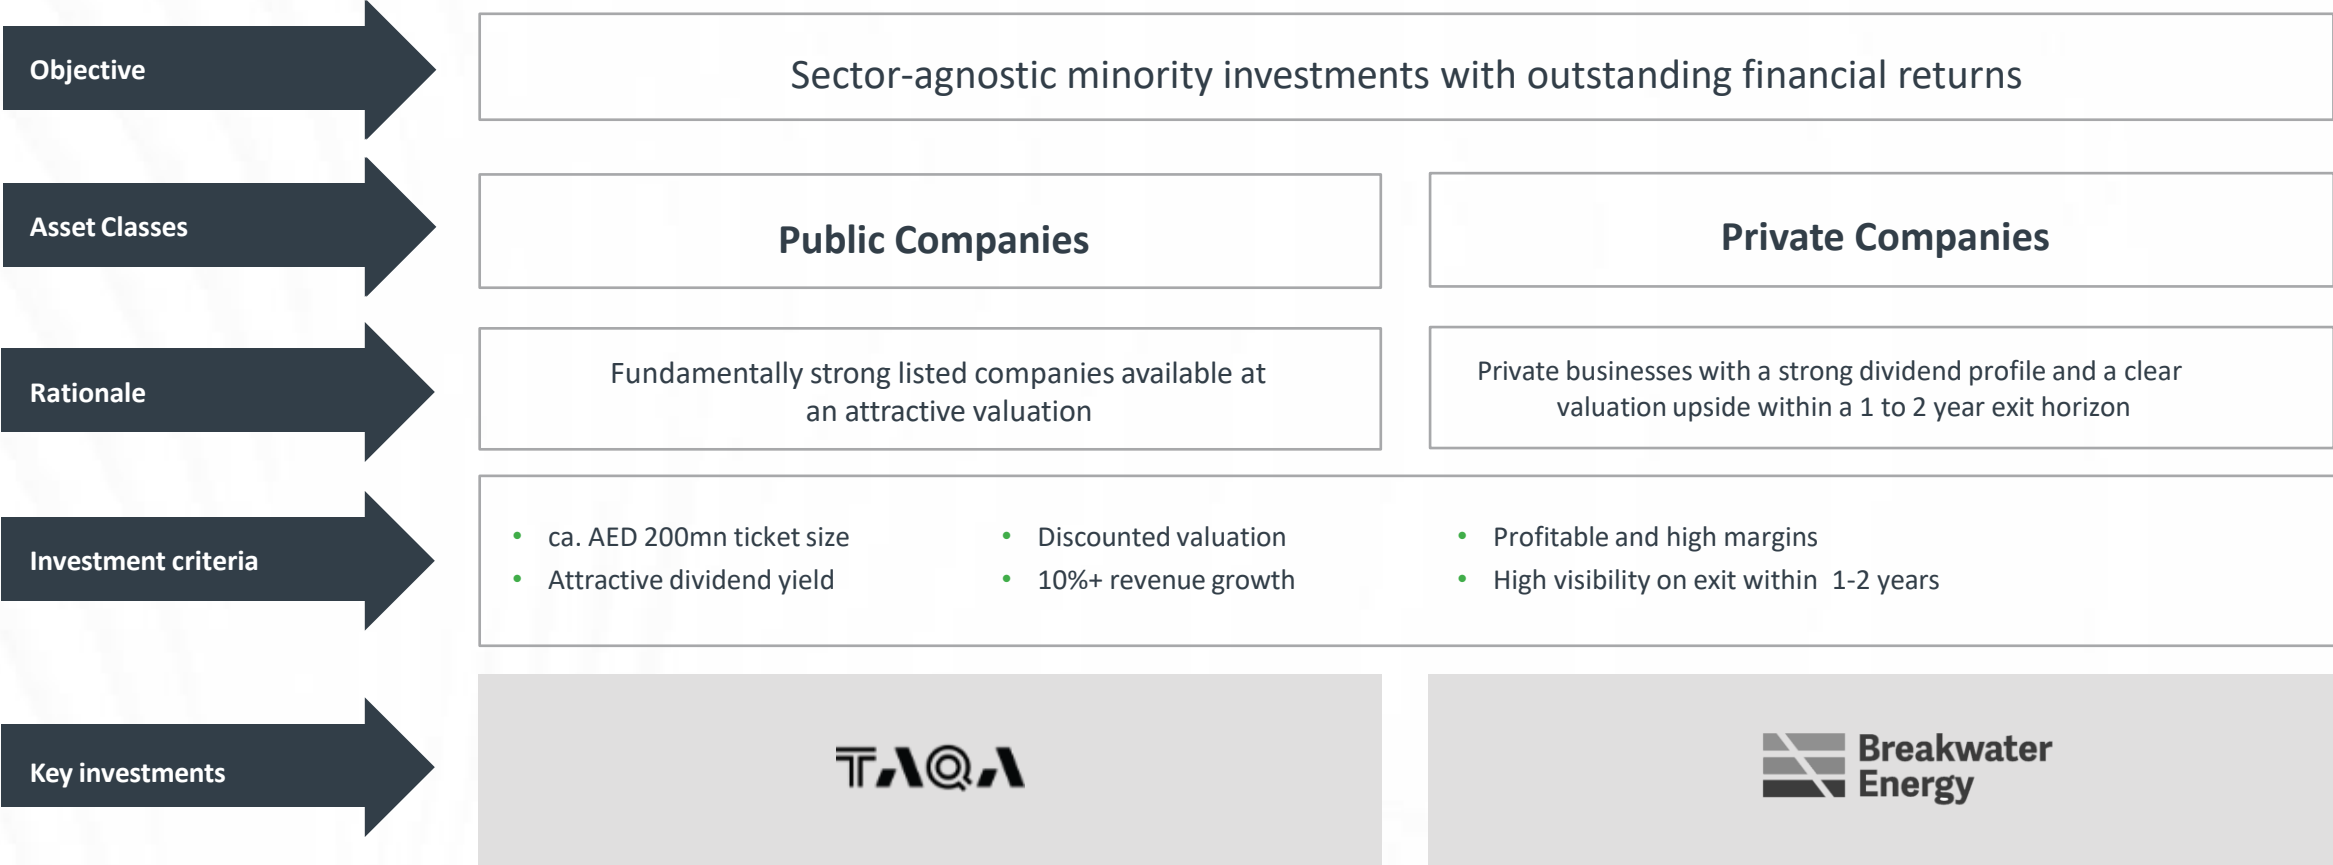 Objective
Sector-agnostic minority investments with outstanding financial returns
Asset Classes
Public Companies
Private Companies
Rationale
Fundamentally strong listed companies available at
an attractive valuation
Private businesses with a strong dividend profile and a clear
valuation upside within a 1 to 2 year exit horizon
Investment criteria
• ca. AED 200mn ticket size
• Attractive dividend yield
• Discounted valuation
• 10%+ revenue growth
• Profitable and high margins
• High visibility on exit within  1-2 years
Key investments
TAQA
Breakwater
Energy